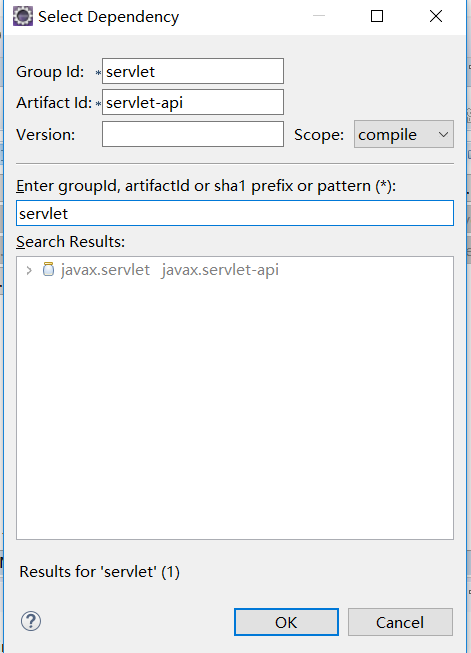 Select Dependency
Group Id: * servlet
Artifact Id: * servlet-api
Version: Scope: compile
Enter groupId, artifactId or sha1 prefix or pattern (*):
servlet
Search Results:
javax.servlet javax.servlet-api
Results for 'servlet' (1)
? OK Cancel